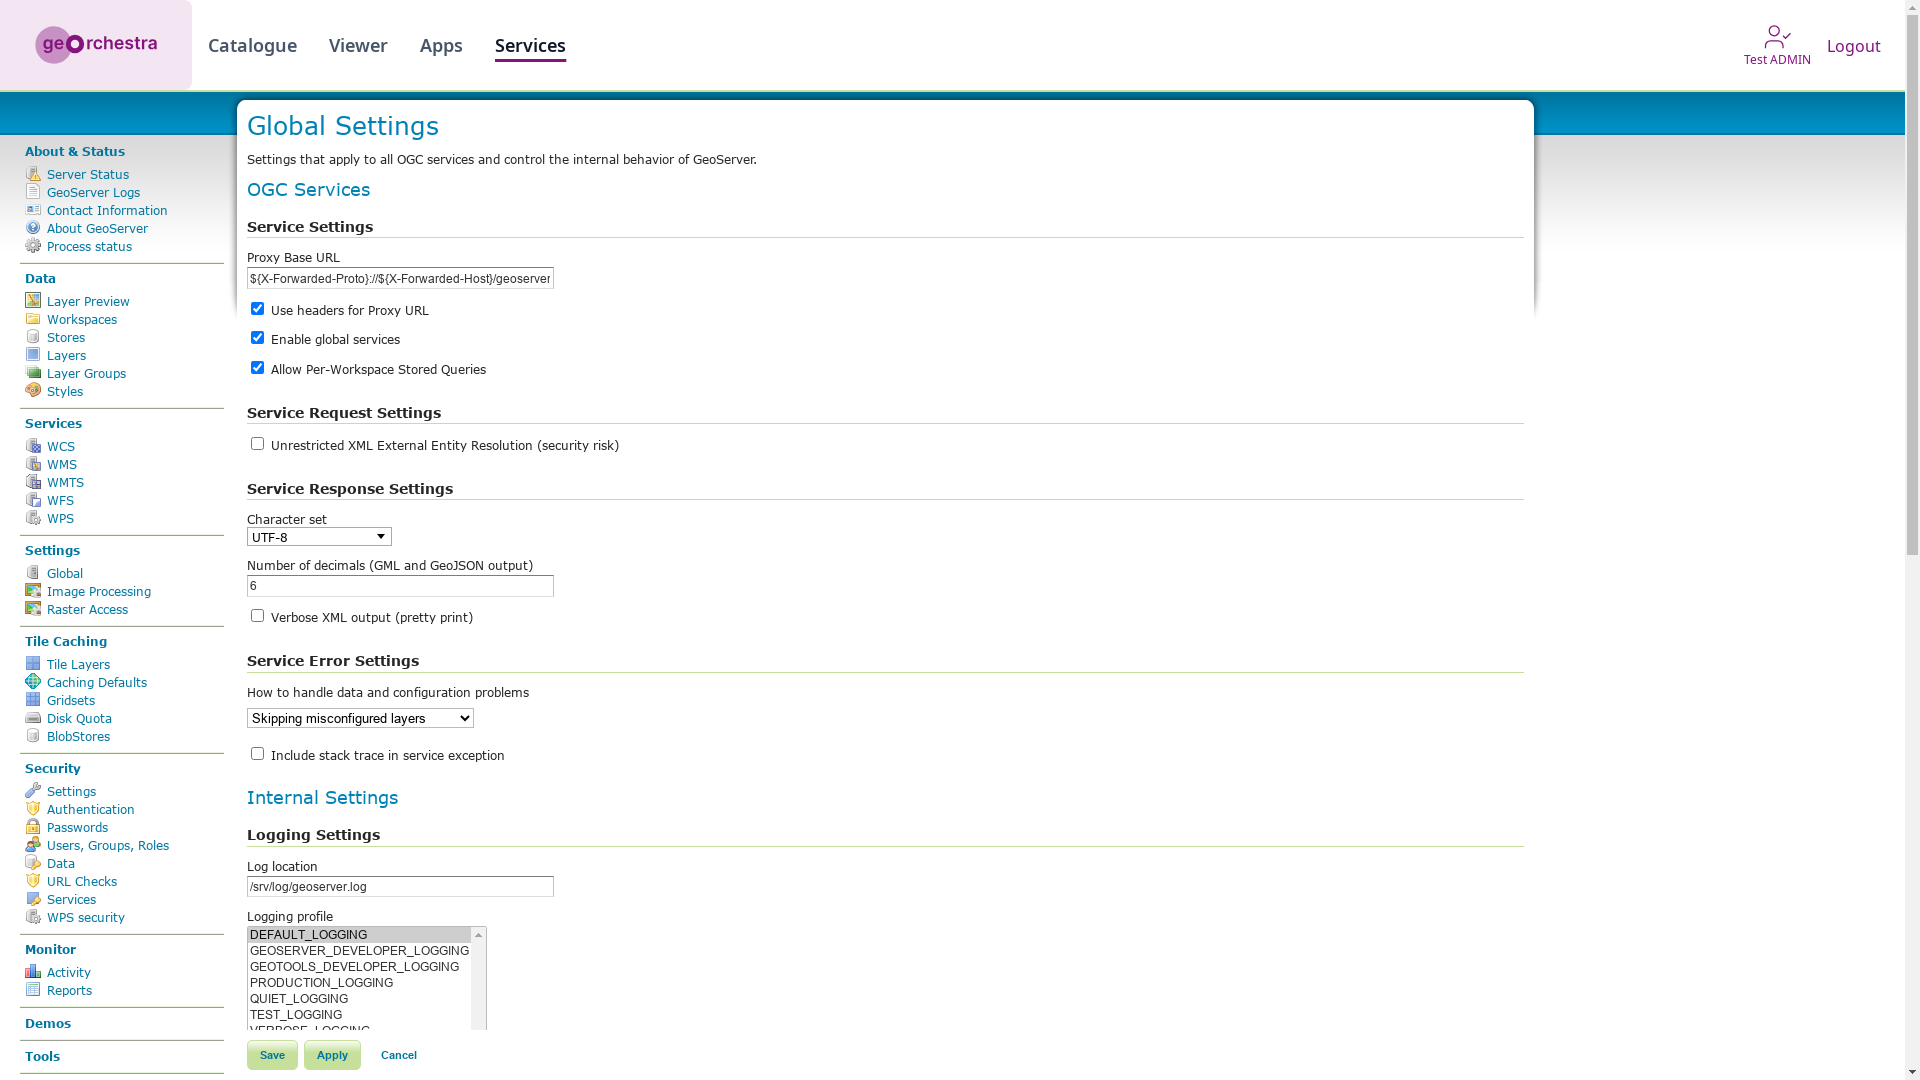 geOrchestra
Catalogue
Viewer
Apps
Services
Test ADMIN
Logout
About & Status
Server Status
GeoServer Logs
Contact Information
About GeoServer
Process status
Data
Layer Preview
Workspaces
Stores
Layers
Layer Groups
Styles
Services
WCS
WMS
WMTS
WFS
WPS
Settings
Global
Image Processing
Raster Access
Tile Caching
Tile Layers
Caching Defaults
Gridsets
Disk Quota
BlobStores
Security
Settings
Authentication
Passwords
Users, Groups, Roles
Data
URL Checks
Services
WPS security
Monitor
Activity
Reports
Demos
Tools
Global Settings
Settings that apply to all OGC services and control the internal behavior of GeoServer.
OGC Services
Service Settings
Proxy Base URL
${X-Forwarded-Proto}://${X-Forwarded-Host}/geoserver
Use headers for Proxy URL
Enable global services
Allow Per-Workspace Stored Queries
Service Request Settings
Unrestricted XML External Entity Resolution (security risk)
Service Response Settings
Character set
UTF-8
Number of decimals (GML and GeoJSON output)
6
Verbose XML output (pretty print)
Service Error Settings
How to handle data and configuration problems
Skipping misconfigured layers
Include stack trace in service exception
Internal Settings
Logging Settings
Log location
/srv/log/geoserver.log
Logging profile
DEFAULT_LOGGING
GEOSERVER_DEVELOPER_LOGGING
GEOTOOLS_DEVELOPER_LOGGING
PRODUCTION_LOGGING
QUIET_LOGGING
TEST_LOGGING
VERBOSE_LOGGING
Save
Apply
Cancel